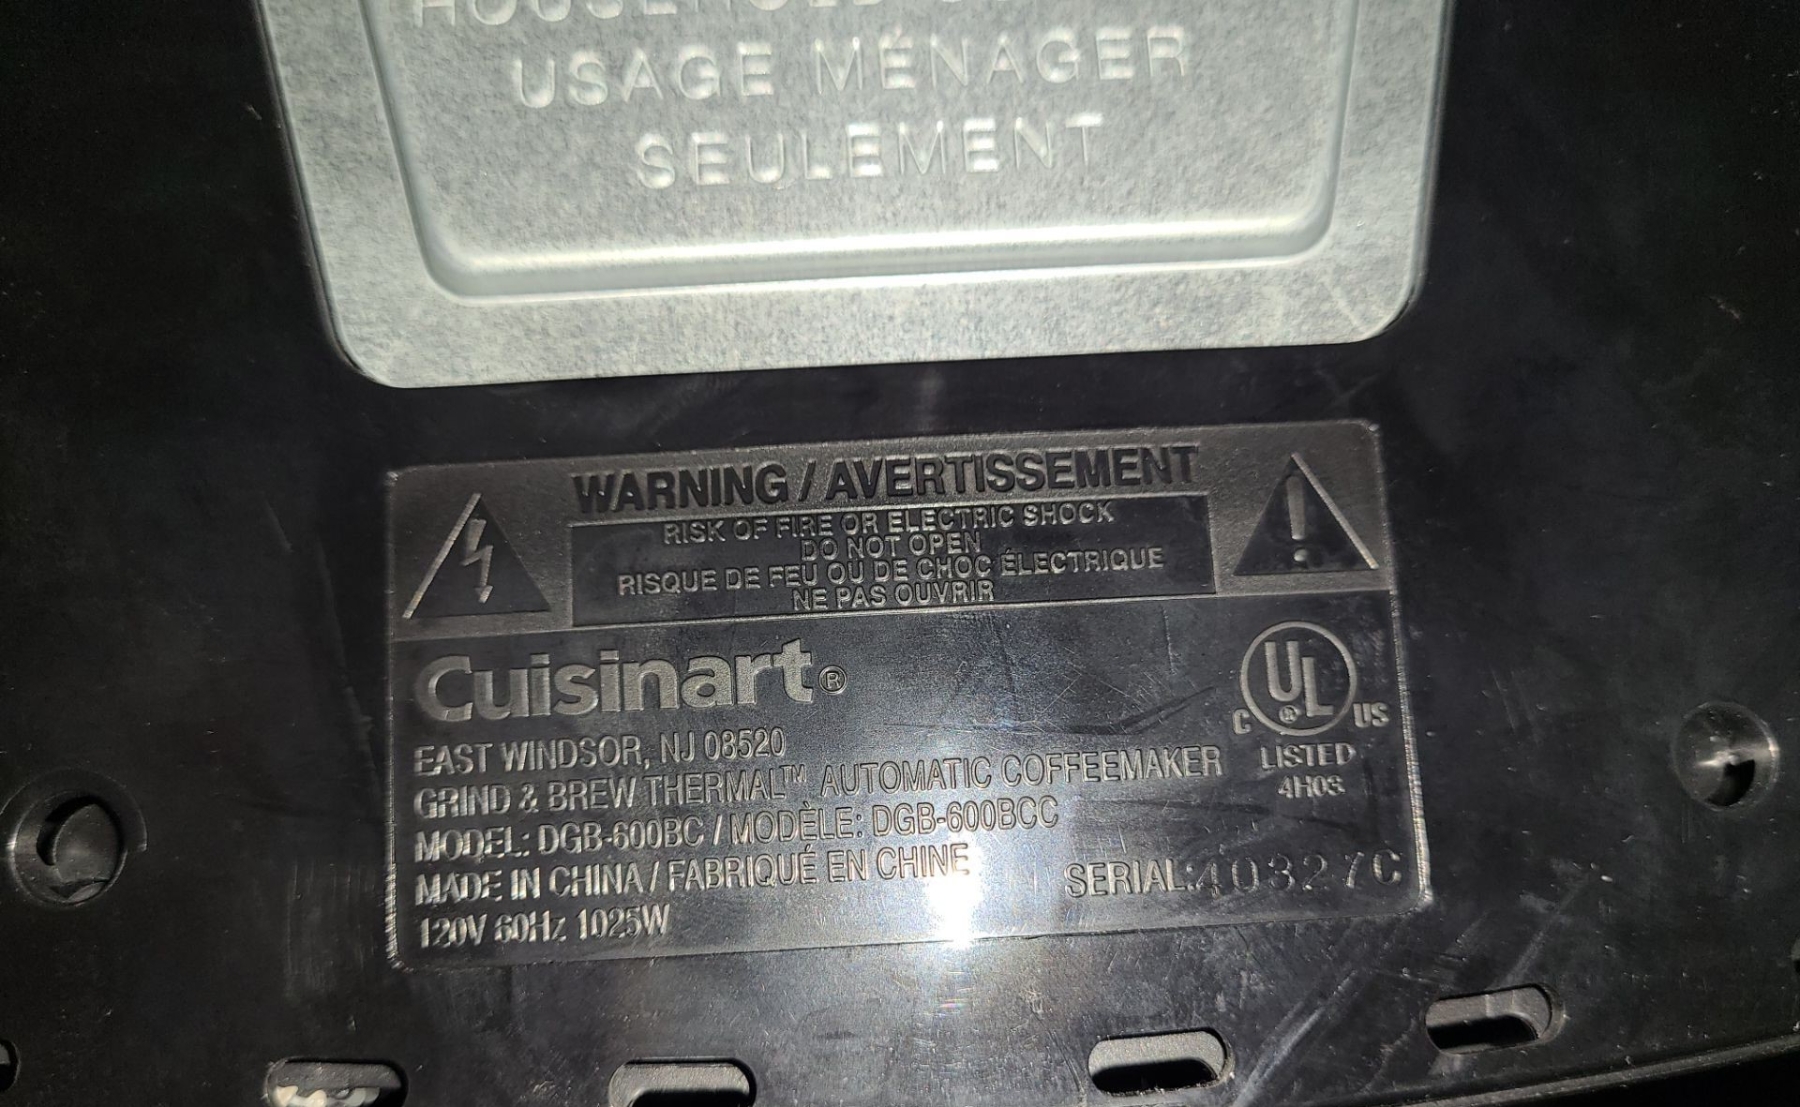 HOUSEHOLD
USAGE MÉNAGER
SEULEMENT
WARNING / AVERTISSEMENT
RISK OF FIRE OR ELECTRIC SHOCK
DO NOT OPEN
RISQUE DE FEU OU DE CHOC ÉLECTRIQUE
NE PAS OUVRIR
Cuisinart®
EAST WINDSOR, NJ 08520
GRIND & BREW THERMAL™ AUTOMATIC COFFEEMAKER
MODEL: DGB-600BC / MODÈLE: DGB-600BCC
MADE IN CHINA / FABRIQUÉ EN CHINE
120V 60Hz 1025W
SERIAL:40327C
C UL® US
LISTED
4H03